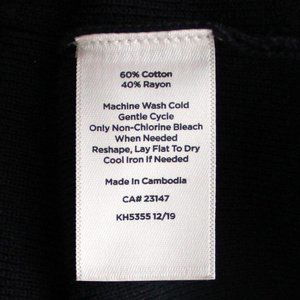 60% Cotton
40% Rayon
Machine Wash Cold
Gentle Cycle
Only Non-Chlorine Bleach
When Needed
Reshape, Lay Flat To Dry
Cool Iron If Needed
Made In Cambodia
CA# 23147
KH5355 12/19